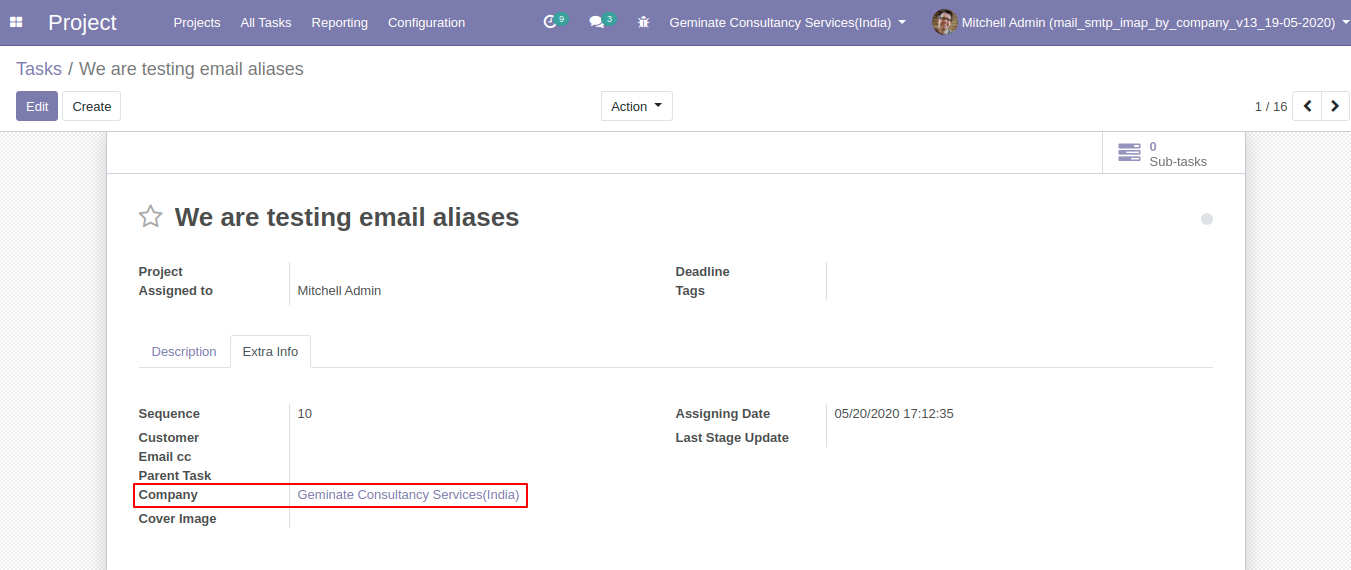 Project Projects All Tasks Reporting Configuration 9 3 Geminate Consultancy Services(India) Mitchell Admin (mail_smtp_imap_by_company_v13_19-05-2020)
Tasks / We are testing email aliases
Edit Create Action 1 / 16
0
Sub-tasks
We are testing email aliases
Project
Assigned to Mitchell Admin
Deadline
Tags
Description Extra Info
Sequence 10
Customer
Email cc
Parent Task
Company Geminate Consultancy Services(India)
Cover Image
Assigning Date 05/20/2020 17:12:35
Last Stage Update